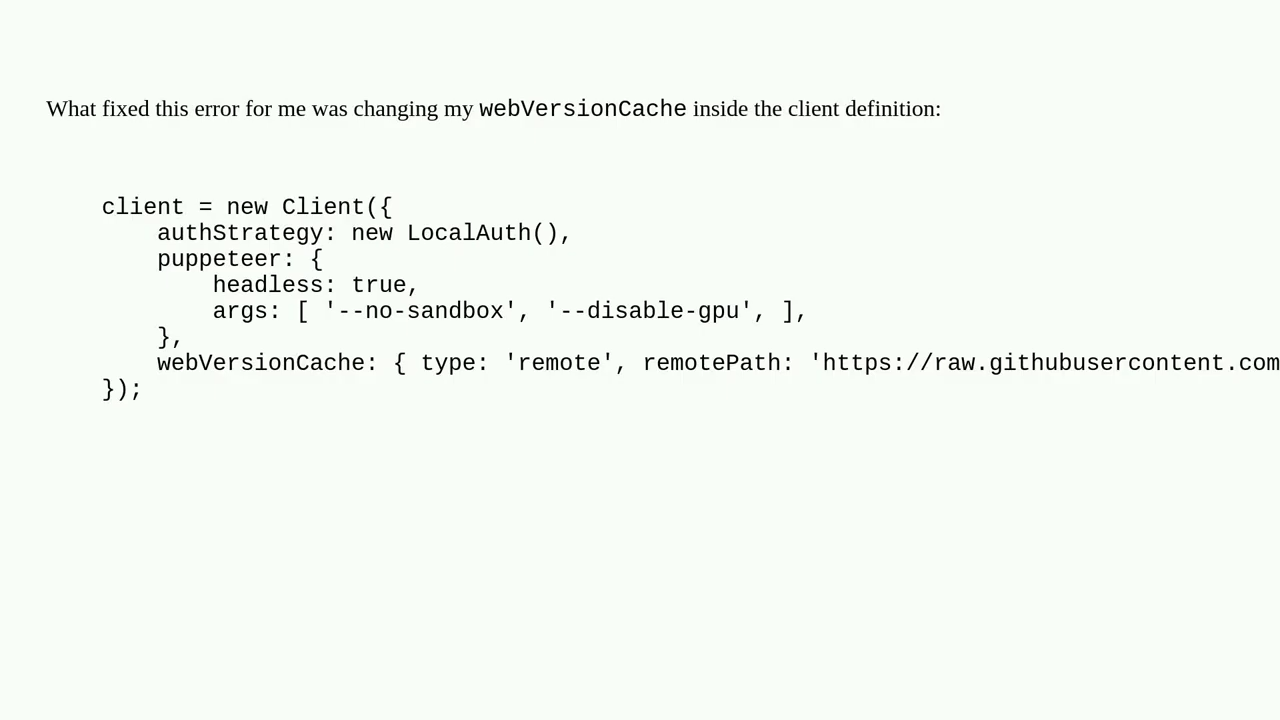 What fixed this error for me was changing my webVersionCache inside the client definition:
client = new Client({
    authStrategy: new LocalAuth(),
    puppeteer: {
        headless: true,
        args: [ '--no-sandbox', '--disable-gpu', ],
    },
    webVersionCache: { type: 'remote', remotePath: 'https://raw.githubusercontent.com
});